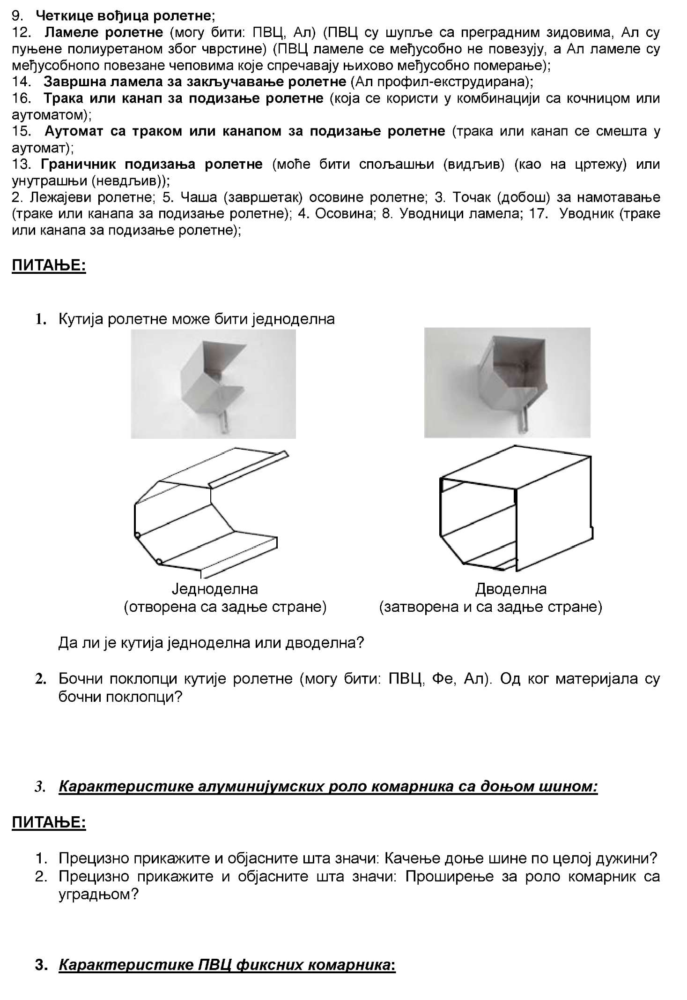 9. Четкице вођица ролетне;
12. Ламеле ролетне (могу бити: ПВЦ, Ал) (ПВЦ су шупље са преградним зидовима, Ал су
пуњене полиуретаном због чврстине) (ПВЦ ламеле се међусобно не повезују, а Ал ламеле су
међусобнопо повезане чеповима које спречавају њихово међусобно померање);
14. Завршна ламела за закључавање ролетне (Ал профил-екструдирана);
16. Трака или канап за подизање ролетне (која се користи у комбинацији са кочницом или
аутоматом);
15. Аутомат са траком или канапом за подизање ролетне (трака или канап се смешта у
аутомат);
13. Граничник подизања ролетне (моће бити спољашњи (видљив) (као на цртежу) или
унутрашњи (невдљив));
2. Лежајеви ролетне; 5. Чаша (завршетак) осовине ролетне; 3. Точак (добош) за намотавање
(траке или канапа за подизање ролетне); 4. Осовина; 8. Уводници ламела; 17. Уводник (траке
или канапа за подизање ролетне);
ПИТАЊЕ:
1. Кутија ролетне може бити једноделна
Једноделна
(отворена са задње стране)
Дводелна
(затворена и са задње стране)
Да ли је кутија једноделна или дводелна?
2. Бочни поклопци кутије ролетне (могу бити: ПВЦ, Фе, Ал). Од ког материјала су
бочни поклопци?
3. Карактеристике алуминијумских роло комарника са доњом шином:
ПИТАЊЕ:
1. Прецизно прикажите и објасните шта значи: Качење доње шине по целој дужини?
2. Прецизно прикажите и објасните шта значи: Проширење за роло комарник са
уградњом?
3. Карактеристике ПВЦ фиксних комарника: